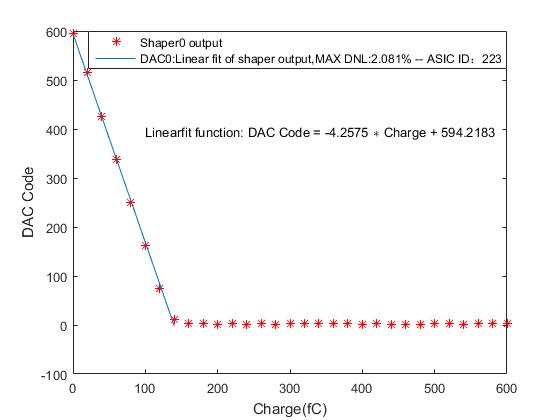 Shaper0 output
DAC0:Linear fit of shaper output,MAX DNL:2.081% -- ASIC ID：223
Linearfit function: DAC Code = -4.2575 * Charge + 594.2183
DAC Code
600
500
400
300
200
100
0
-100
0 100 200 300 400 500 600
Charge(fC)